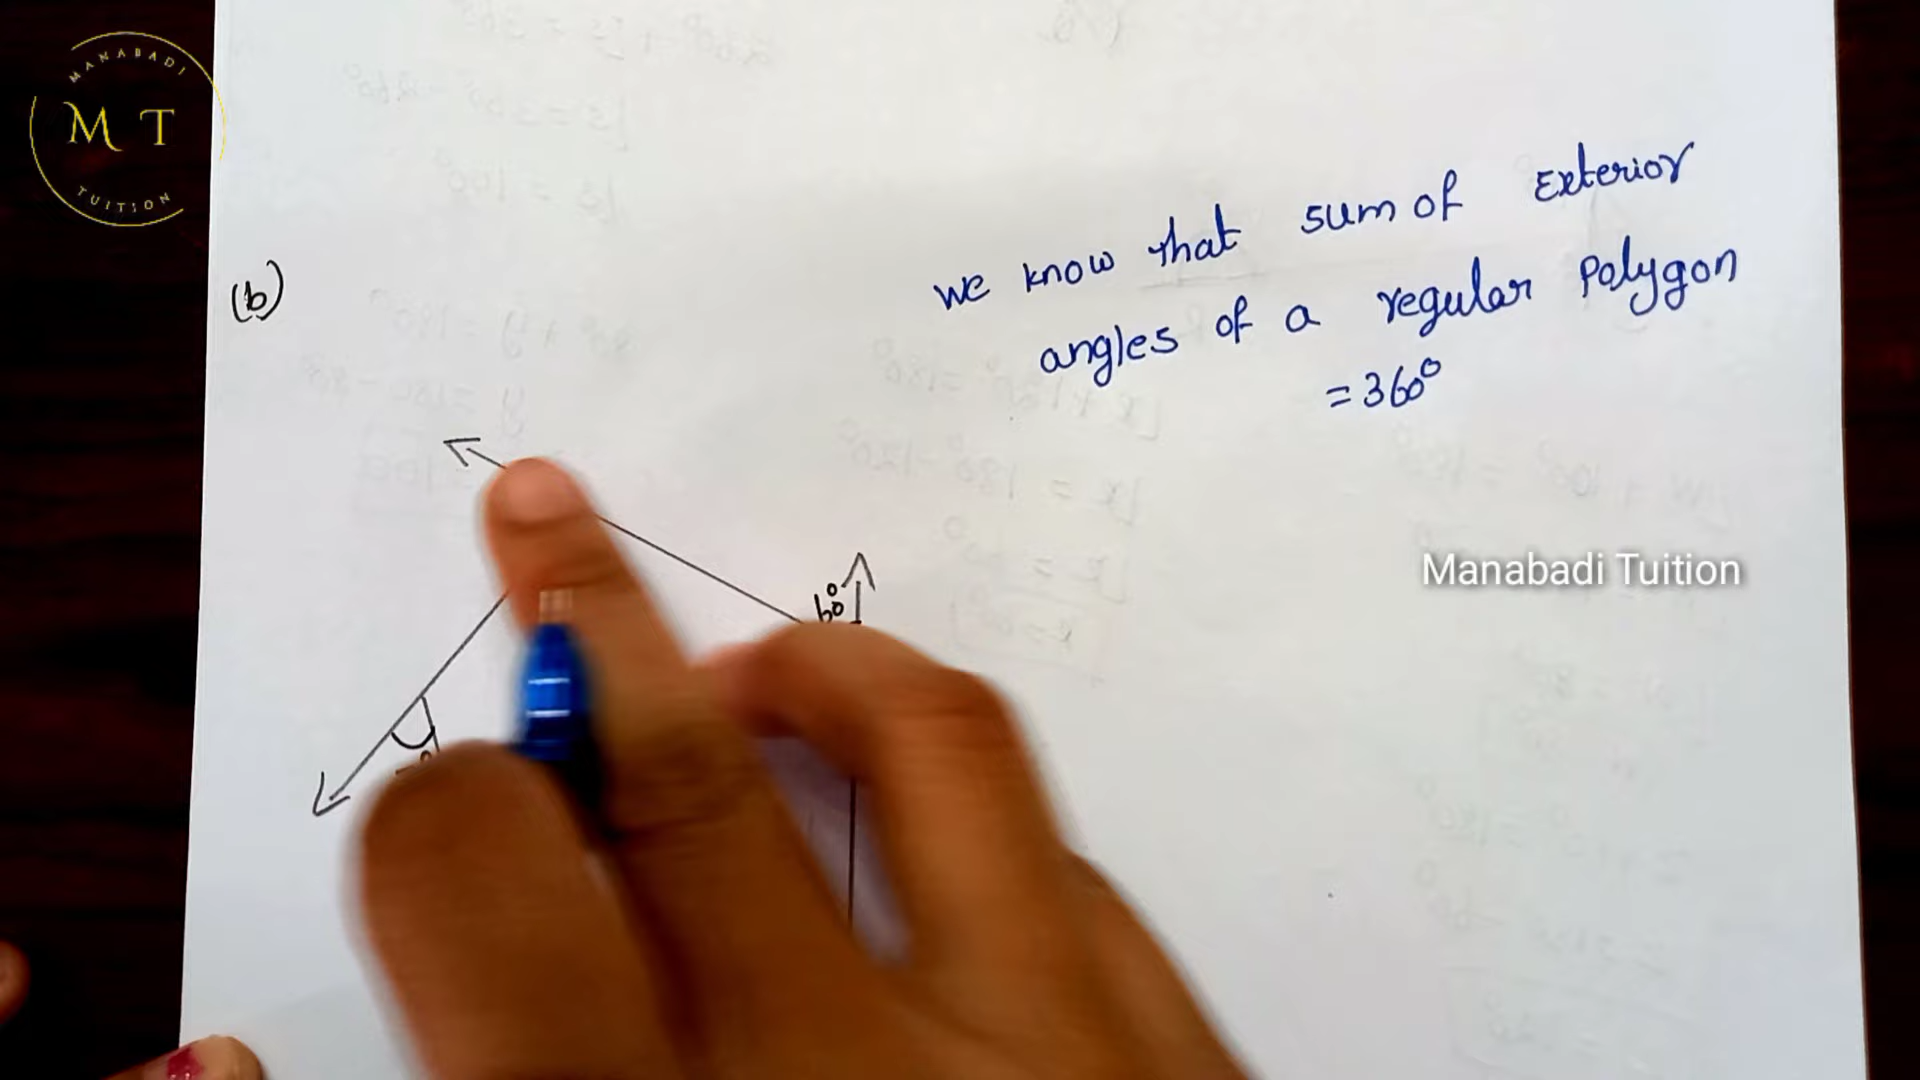 MANABADI
M T
TUITION
we know that sum of Exterior
angles of a regular Polygon
= 360°
(b)
60°
Manabadi Tuition